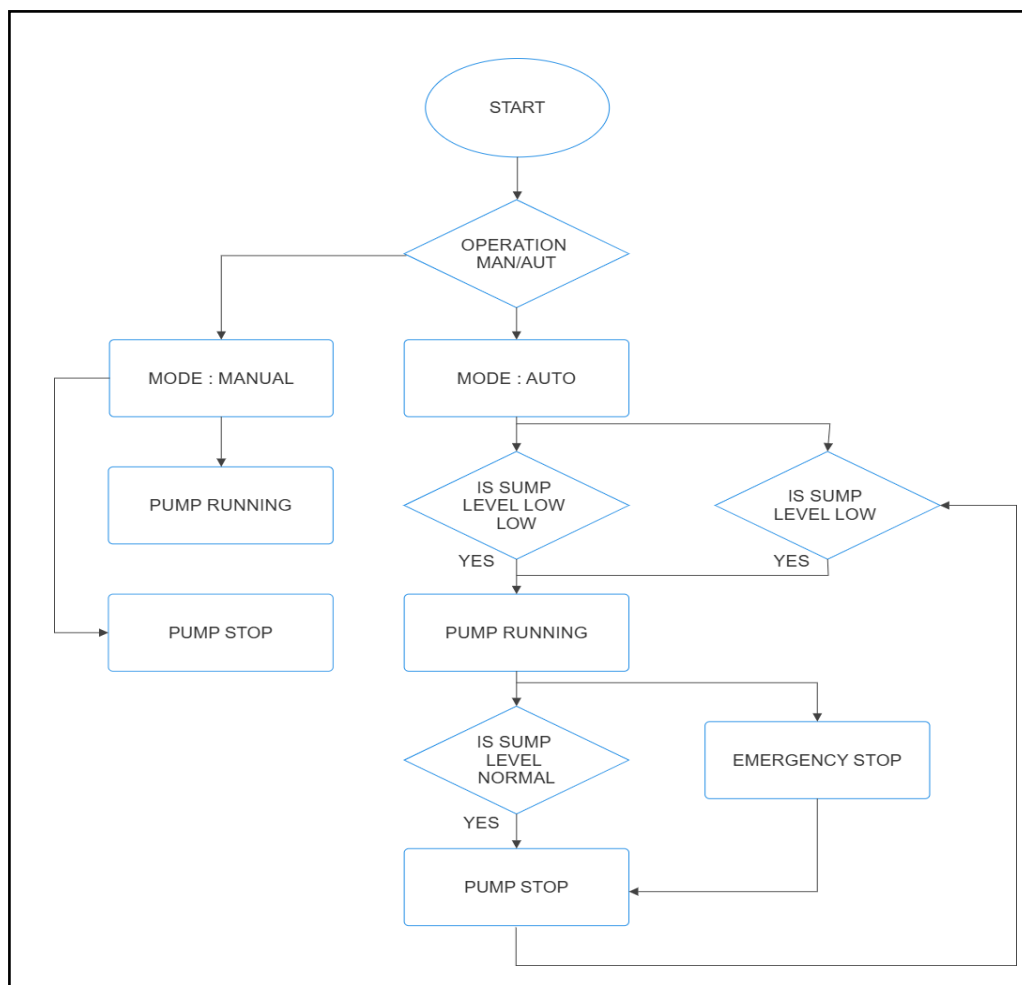 START
OPERATION
MAN/AUT
MODE : MANUAL
MODE : AUTO
PUMP RUNNING
IS SUMP
LEVEL LOW
LOW
IS SUMP
LEVEL LOW
YES
YES
PUMP STOP
PUMP RUNNING
IS SUMP
LEVEL
NORMAL
EMERGENCY STOP
YES
PUMP STOP